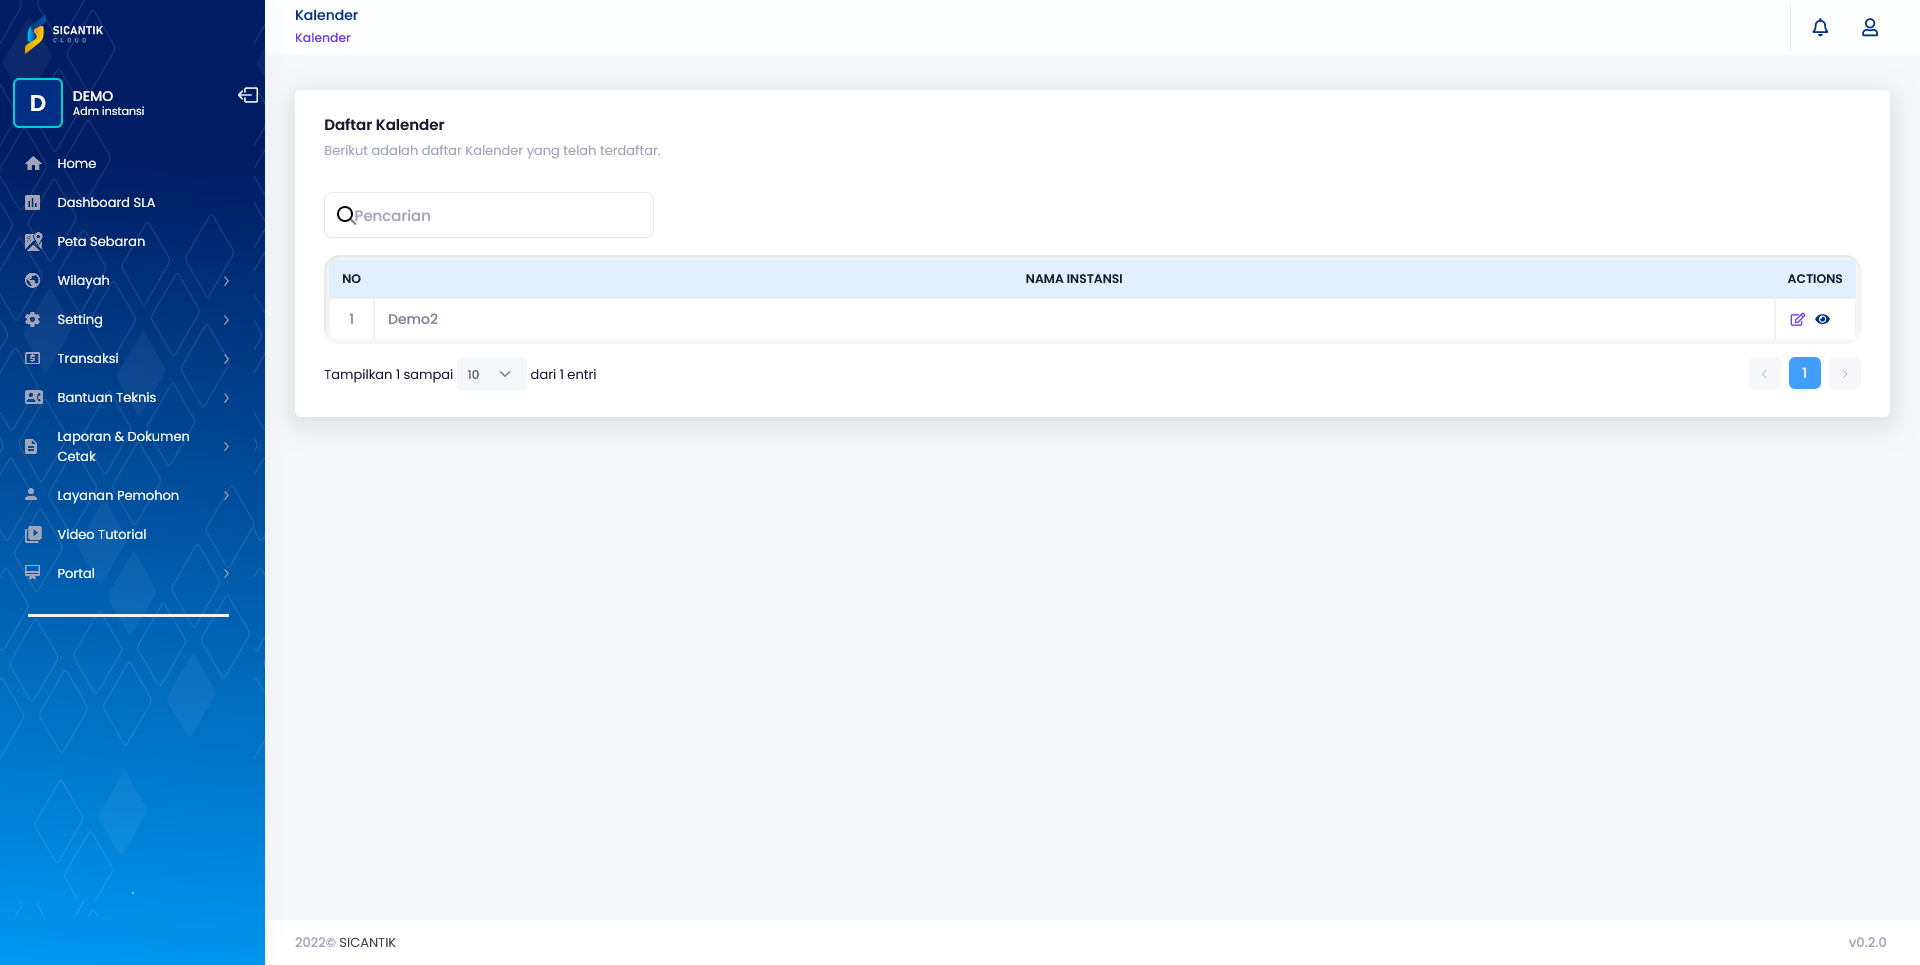 SICANTIK
CLOUD
D
DEMO
Adm instansi
Home
Dashboard SLA
Peta Sebaran
Wilayah
Setting
Transaksi
Bantuan Teknis
Laporan & Dokumen
Cetak
Layanan Pemohon
Video Tutorial
Portal
Kalender
Kalender
Daftar Kalender
Berikut adalah daftar Kalender yang telah terdaftar.
Pencarian
NO NAMA INSTANSI ACTIONS
1 Demo2
Tampilkan 1 sampai 10 dari 1 entri
1
2022© SICANTIK
v0.2.0